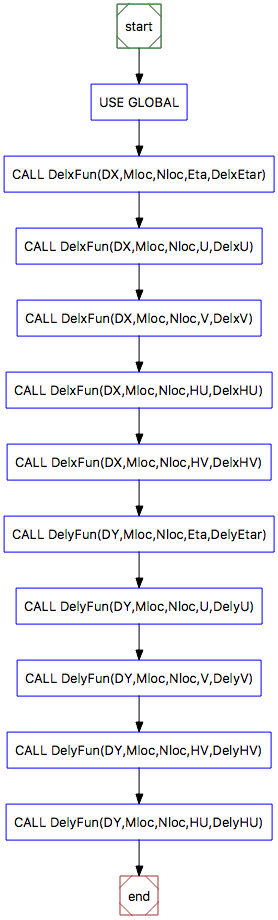 start
USE GLOBAL
CALL DelxFun(DX,Mloc,Nloc,Eta,DelxEtar)
CALL DelxFun(DX,Mloc,Nloc,U,DelxU)
CALL DelxFun(DX,Mloc,Nloc,V,DelxV)
CALL DelxFun(DX,Mloc,Nloc,HU,DelxHU)
CALL DelxFun(DX,Mloc,Nloc,HV,DelxHV)
CALL DelyFun(DY,Mloc,Nloc,Eta,DelyEtar)
CALL DelyFun(DY,Mloc,Nloc,U,DelyU)
CALL DelyFun(DY,Mloc,Nloc,V,DelyV)
CALL DelyFun(DY,Mloc,Nloc,HV,DelyHV)
CALL DelyFun(DY,Mloc,Nloc,HU,DelyHU)
end